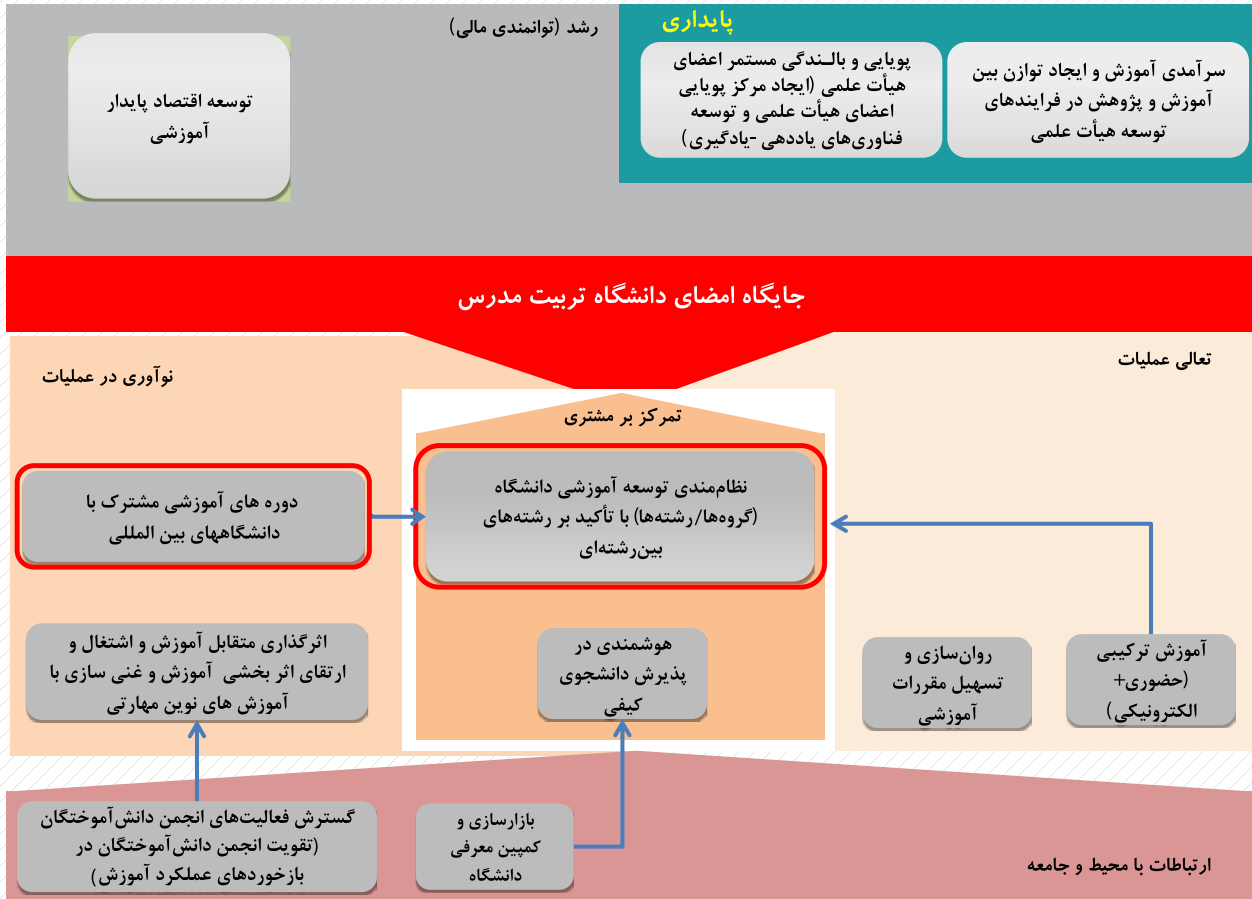 پایداری
سرآمدی آموزش و ایجاد توازن بین
آموزش و پژوهش در فرایندهای
توسعه هیأت علمی
پویایی و بالـندگی مستمر اعضای
هیأت علمی (ایجاد مرکز پویایی
اعضای هیأت علمی و توسعه
فناوری‌های یاددهی -یادگیری)
رشد (توانمندی مالی)
توسعه اقتصاد پایدار
آموزشی
جایگاه امضای دانشگاه تربیت مدرس
تعالی عملیات
آموزش ترکیبی
(حضوری+
الکترونیکی)
روان‌سازی و
تسهیل مقررات
آموزشی
تمرکز بر مشتری
نظام‌مندی توسعه آموزشی دانشگاه
(گروه‌ها/رشته‌ها) با تأکید بر رشته‌های
بین‌رشته‌ای
هوشمندی در
پذیرش دانشجوی
کیفی
نوآوری در عملیات
دوره های آموزشی مشترک با
دانشگاههای بین المللی
اثرگذاری متقابل آموزش و اشتغال و
ارتقای اثر بخشی آموزش و غنی سازی با
آموزش های نوین مهارتی
ارتباطات با محیط و جامعه
بازارسازی و
کمپین معرفی
دانشگاه
گسترش فعالیت‌های انجمن دانش‌آموختگان
(تقویت انجمن دانش‌آموختگان در
بازخوردهای عملکرد آموزش)